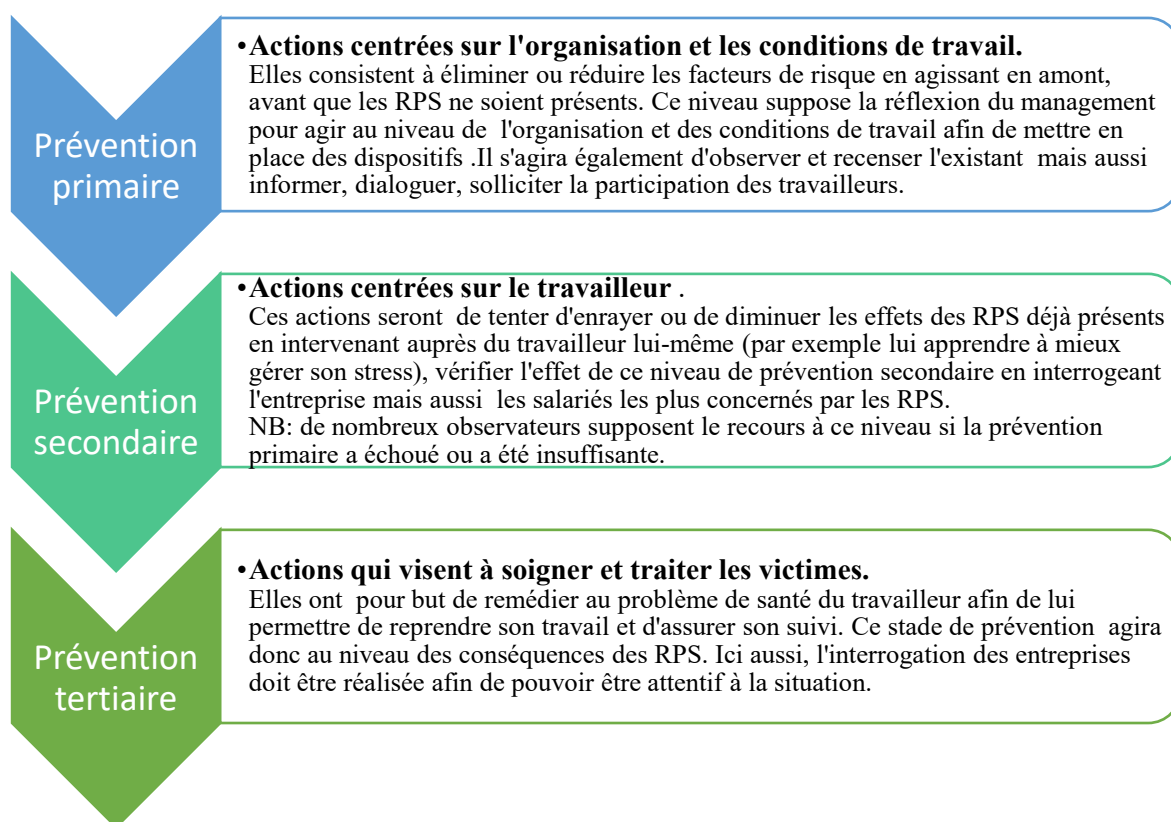 Prévention
primaire
•Actions centrées sur l'organisation et les conditions de travail.
Elles consistent à éliminer ou réduire les facteurs de risque en agissant en amont,
avant que les RPS ne soient présents. Ce niveau suppose la réflexion du management
pour agir au niveau de l'organisation et des conditions de travail afin de mettre en
place des dispositifs .Il s'agira également d'observer et recenser l'existant mais aussi
informer, dialoguer, solliciter la participation des travailleurs.
Prévention
secondaire
•Actions centrées sur le travailleur .
Ces actions seront de tenter d'enrayer ou de diminuer les effets des RPS déjà présents
en intervenant auprès du travailleur lui-même (par exemple lui apprendre à mieux
gérer son stress), vérifier l'effet de ce niveau de prévention secondaire en interrogeant
l'entreprise mais aussi les salariés les plus concernés par les RPS.
NB: de nombreux observateurs supposent le recours à ce niveau si la prévention
primaire a échoué ou a été insuffisante.
Prévention
tertiaire
•Actions qui visent à soigner et traiter les victimes.
Elles ont pour but de remédier au problème de santé du travailleur afin de lui
permettre de reprendre son travail et d'assurer son suivi. Ce stade de prévention agira
donc au niveau des conséquences des RPS. Ici aussi, l'interrogation des entreprises
doit être réalisée afin de pouvoir être attentif à la situation.